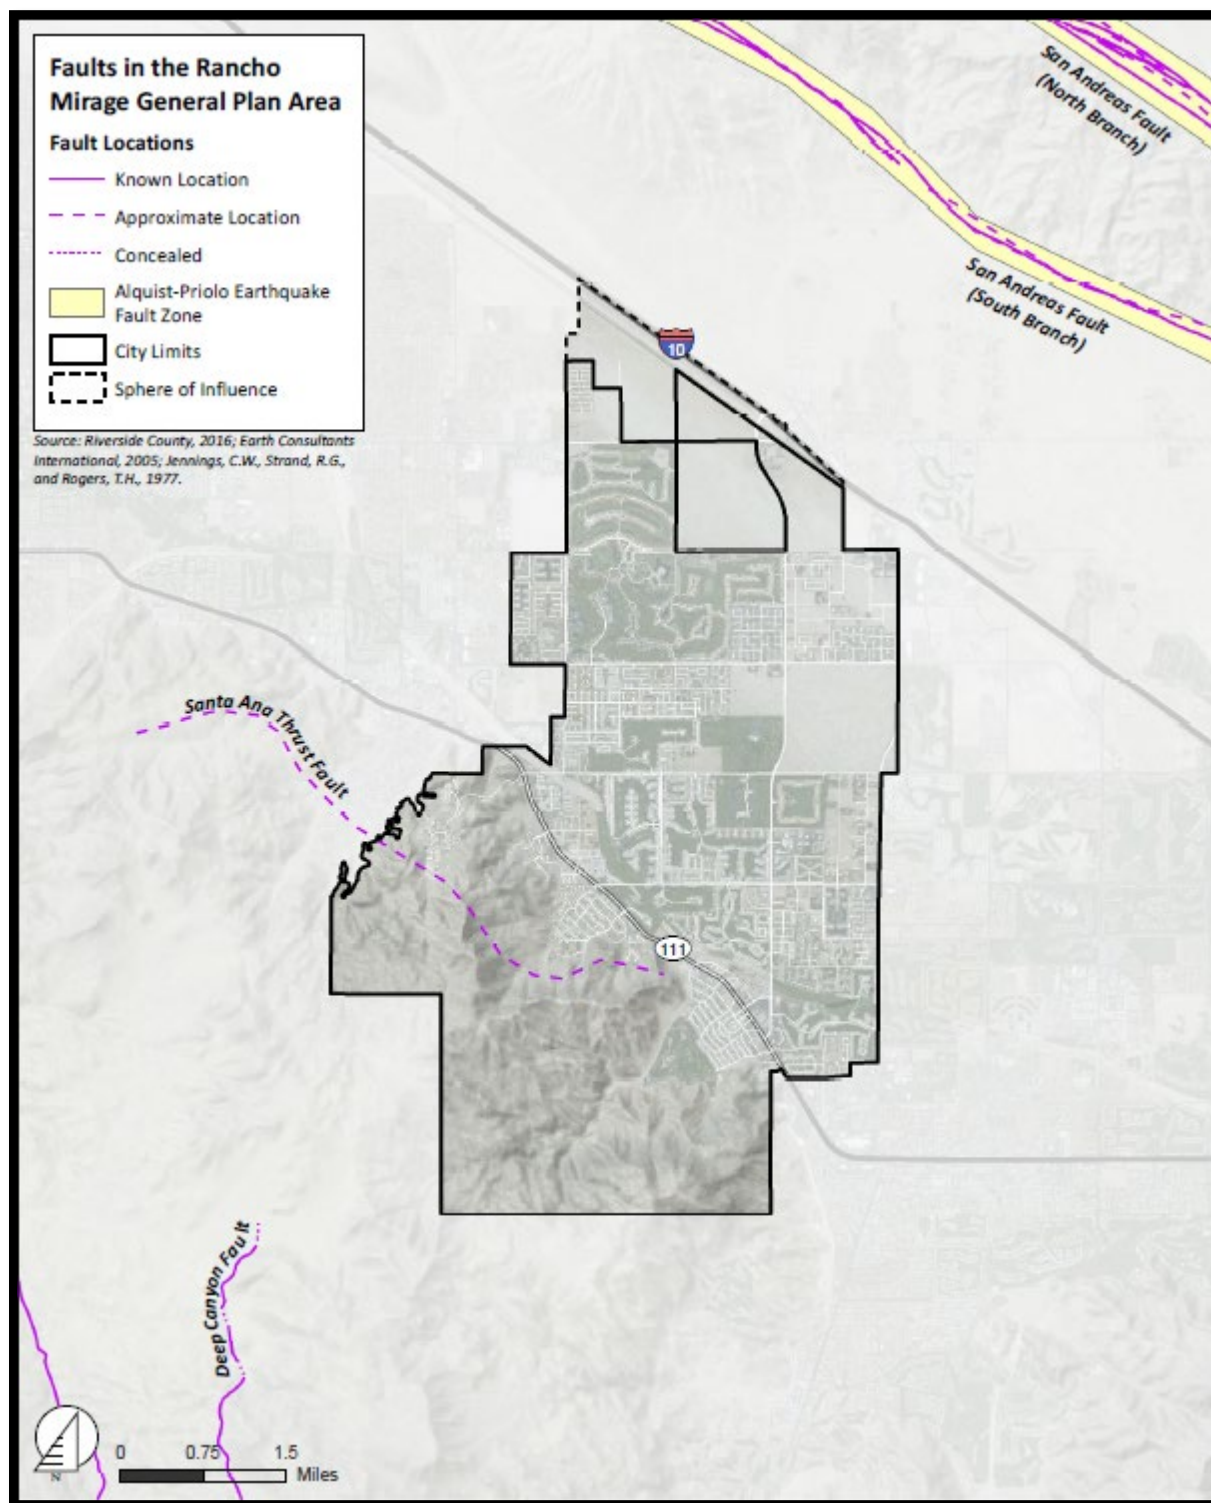 Faults in the Rancho
Mirage General Plan Area
Fault Locations
Known Location
Approximate Location
Concealed
Alquist-Priolo Earthquake
Fault Zone
City Limits
Sphere of Influence
Source: Riverside County, 2016; Earth Consultants
International, 2005; Jennings, C.W., Strand, R.G.,
and Rogers, T.H., 1977.
San Andreas Fault
(North Branch)
San Andreas Fault
(South Branch)
10
Santa Ana Thrust Fault
111
Deep Canyon Fault
N
0 0.75 1.5
Miles